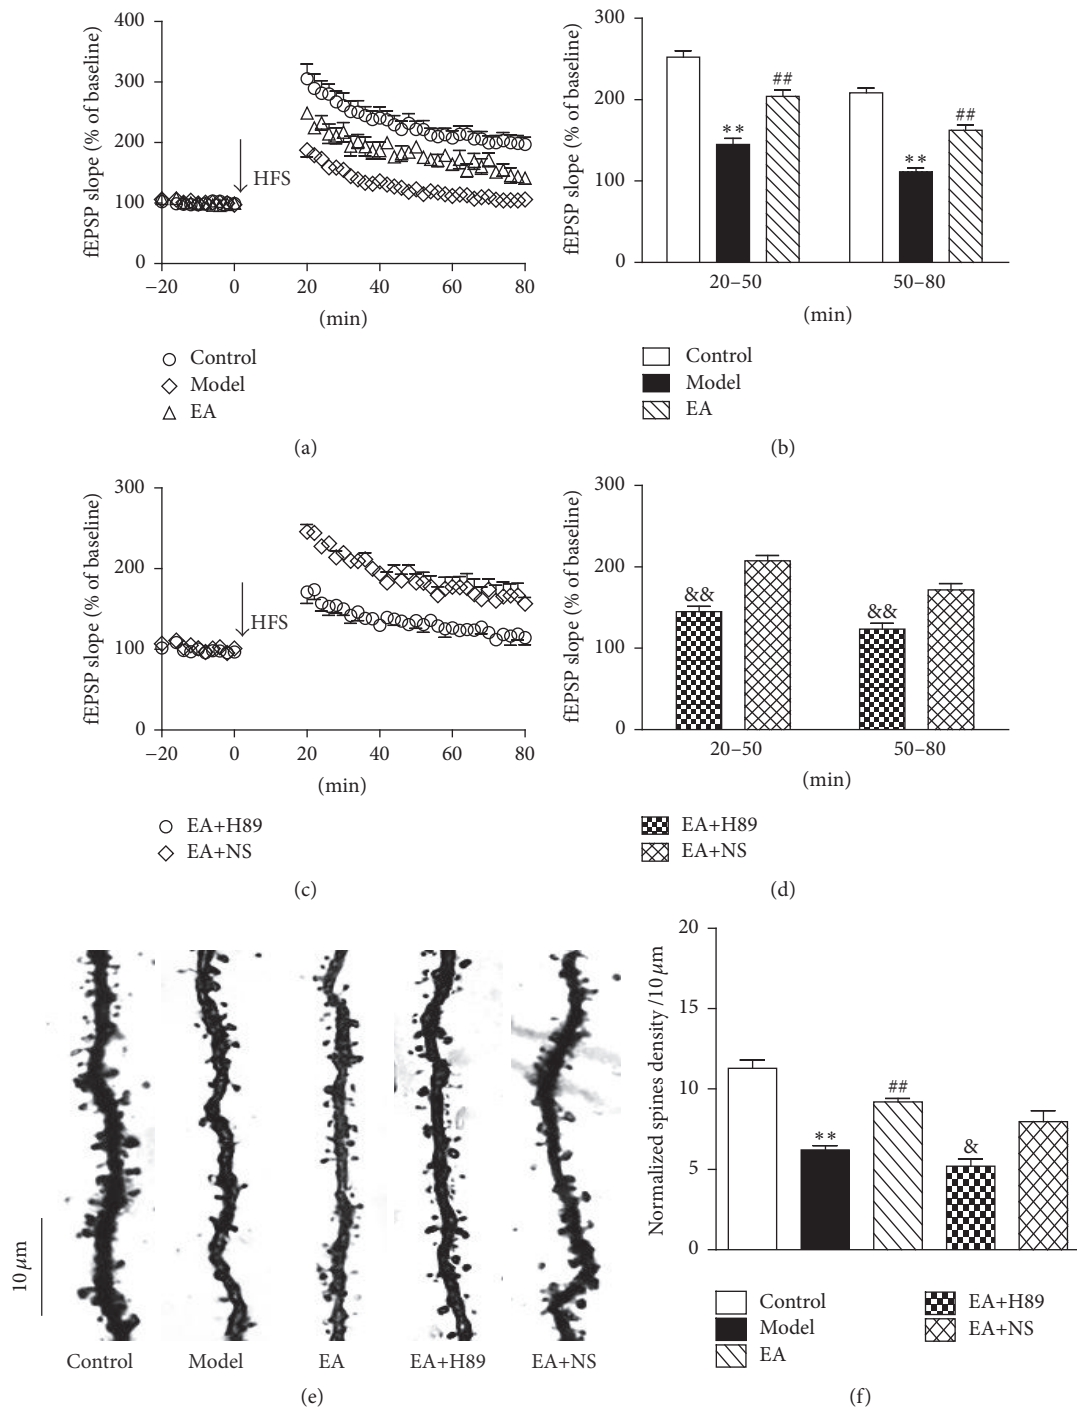 fEPSP slope (% of baseline)
400
300
200
100
0
HFS
−20 0 20 40 60 80
(min)
Control
Model
EA
(a)
fEPSP slope (% of baseline)
300
200
100
0
** ## ** ##
20–50 50–80
(min)
Control
Model
EA
(b)
fEPSP slope (% of baseline)
300
200
100
0
HFS
−20 0 20 40 60 80
(min)
EA+H89
EA+NS
(c)
fEPSP slope (% of baseline)
300
200
100
0
&& &&
20–50 50–80
(min)
EA+H89
EA+NS
(d)
10 μm
Control Model EA EA+H89 EA+NS
(e)
Normalized spines density /10 μm
20
15
10
5
0
** ## &
Control
Model
EA
EA+H89
EA+NS
(f)